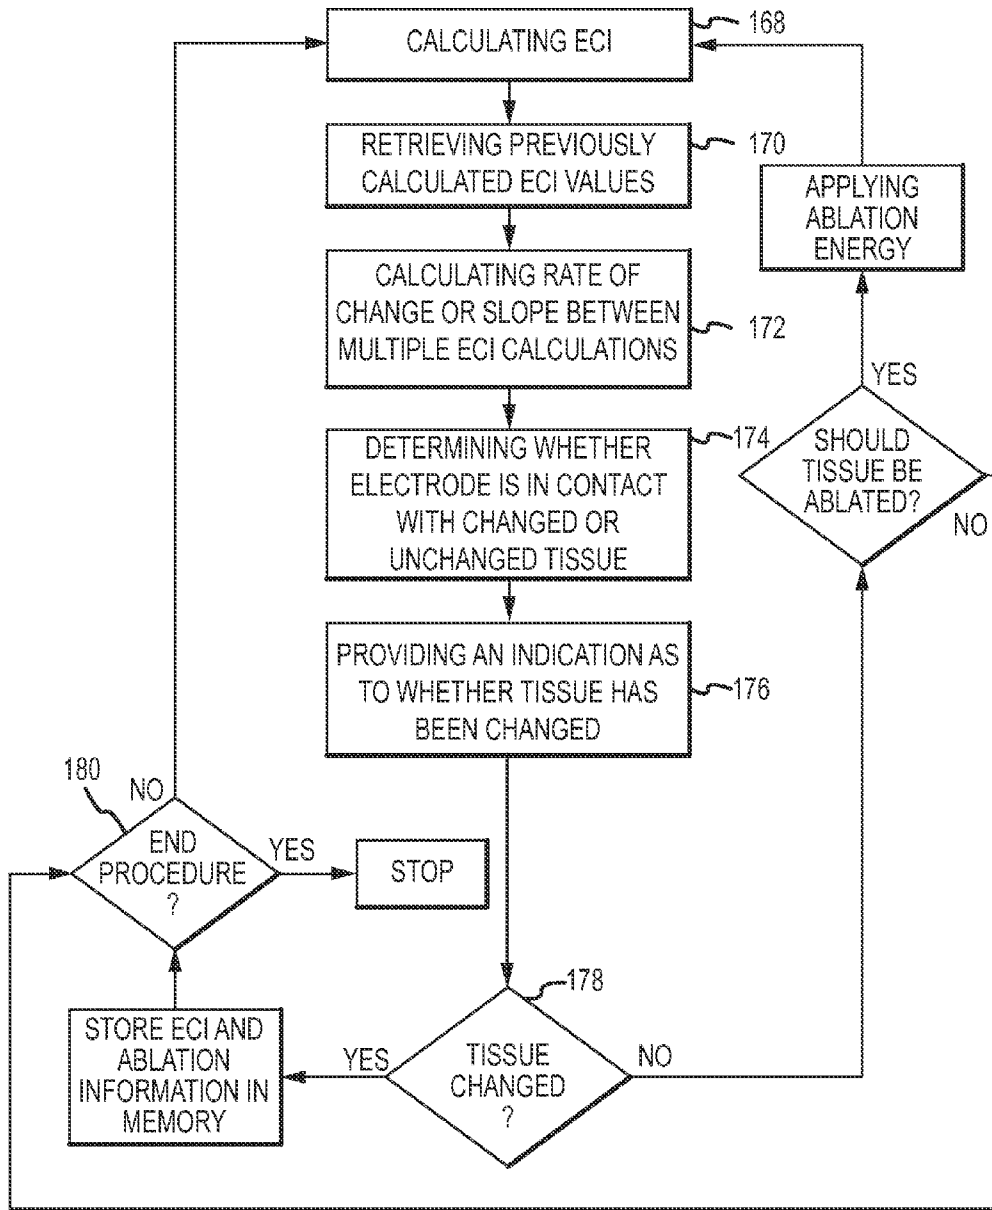 CALCULATING ECI
168
RETRIEVING PREVIOUSLY
CALCULATED ECI VALUES
170
APPLYING
ABLATION
ENERGY
CALCULATING RATE OF
CHANGE OR SLOPE BETWEEN
MULTIPLE ECI CALCULATIONS
172
YES
SHOULD
TISSUE BE
ABLATED?
NO
DETERMINING WHETHER
ELECTRODE IS IN CONTACT
WITH CHANGED OR
UNCHANGED TISSUE
174
PROVIDING AN INDICATION AS
TO WHETHER TISSUE HAS
BEEN CHANGED
176
180
NO
END
PROCEDURE
?
YES
STOP
178
STORE ECI AND
ABLATION
INFORMATION IN
MEMORY
YES
TISSUE
CHANGED
?
NO